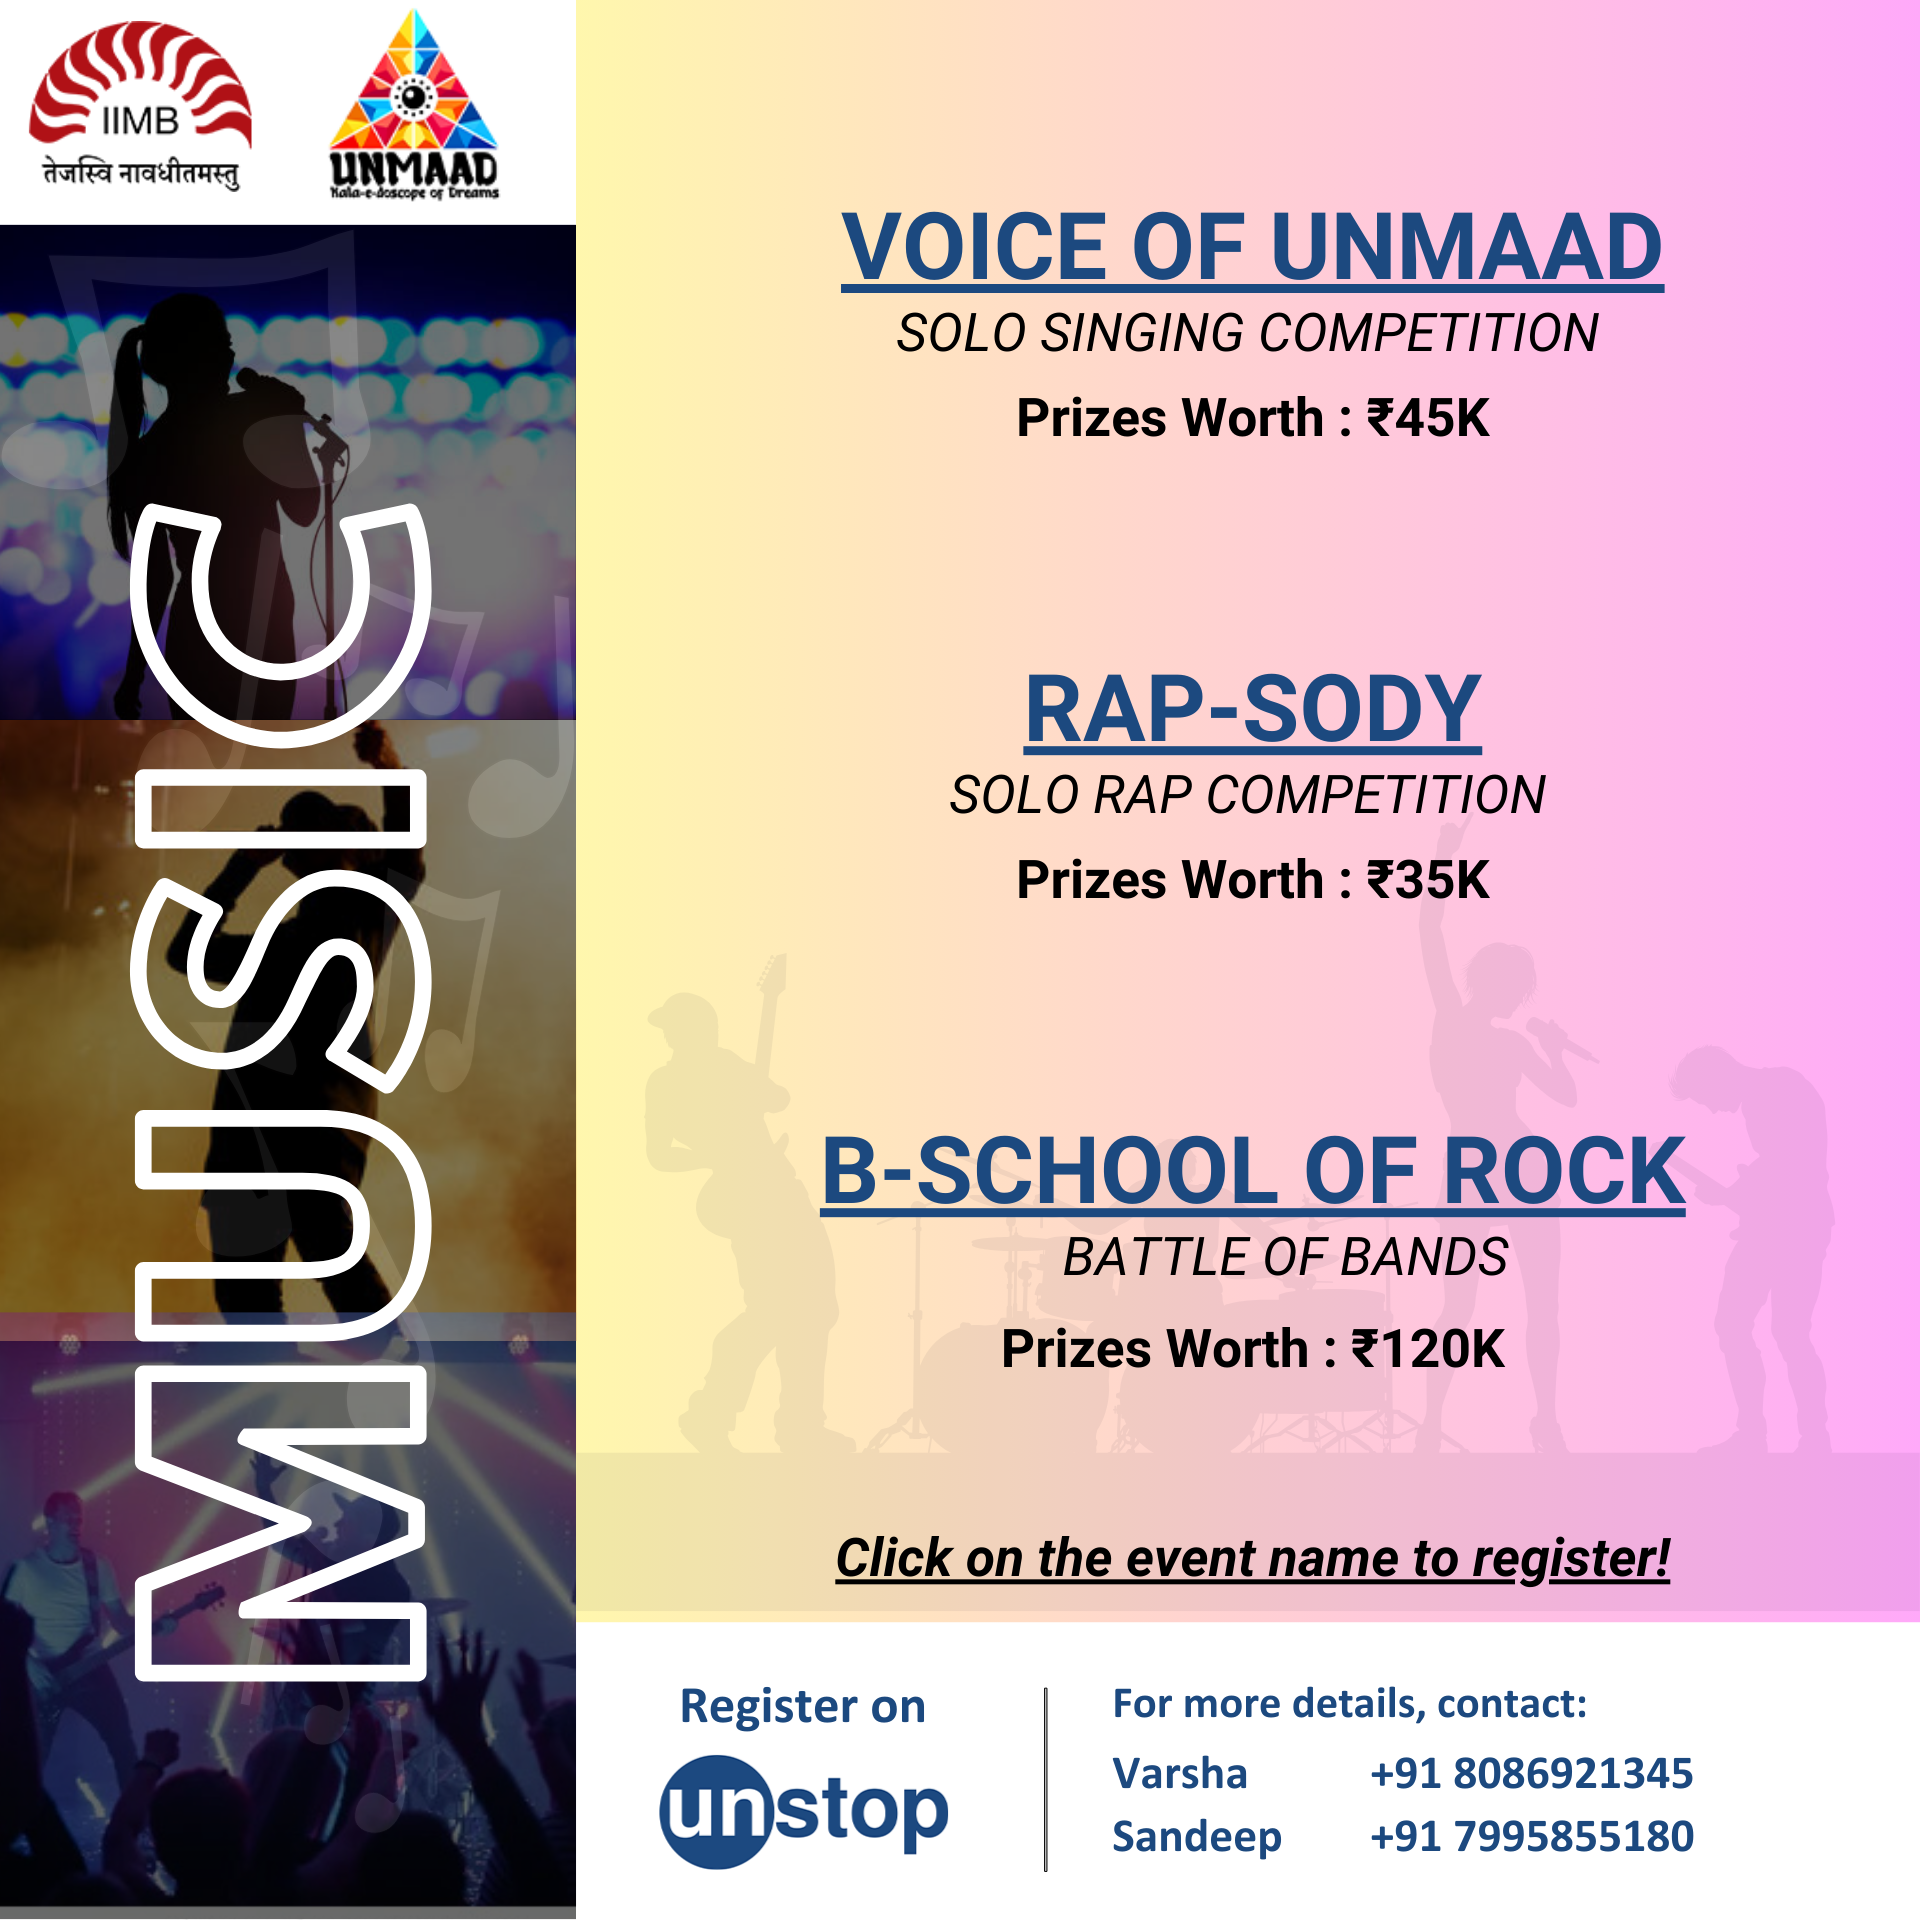 IIMB
तेजस्वि नावधीतमस्तु
UNMAAD
Kala-e-doscope of Dreams
MUSIC
VOICE OF UNMAAD
SOLO SINGING COMPETITION
Prizes Worth : ₹45K
RAP-SODY
SOLO RAP COMPETITION
Prizes Worth : ₹35K
B-SCHOOL OF ROCK
BATTLE OF BANDS
Prizes Worth : ₹120K
Click on the event name to register!
Register on
unstop
For more details, contact:
Varsha +91 8086921345
Sandeep +91 7995855180